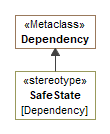 «Metaclass»
Dependency
«stereotype»
SafeState
[Dependency]